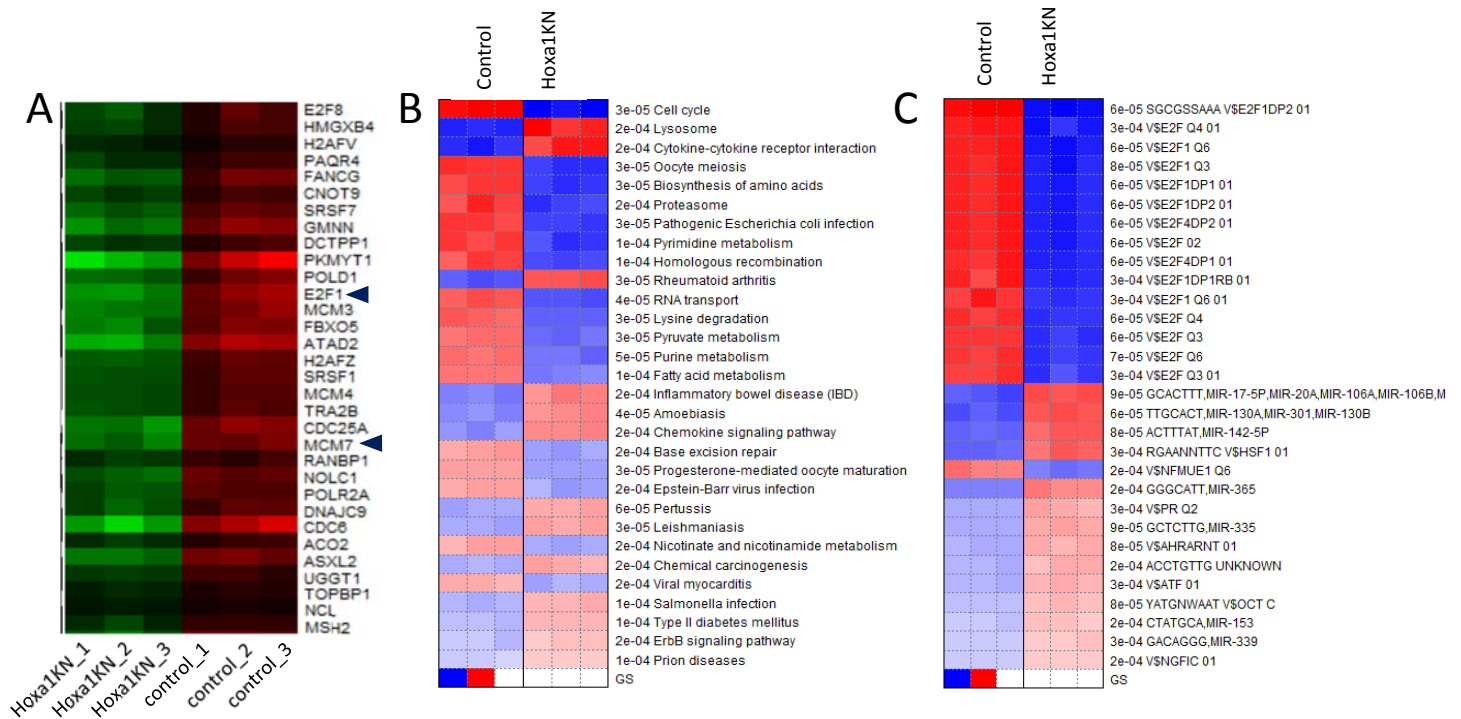 A
E2F8
HMGXB4
H2AFV
PAQR4
FANCG
CNOT9
SRSF7
GMNN
DCTPP1
PKMYT1
POLD1
E2F1
MCM3
FBXO5
ATAD2
H2AFZ
SRSF1
MCM4
TRA2B
CDC25A
MCM7
RANBP1
NOLC1
POLR2A
DNAJC9
CDC6
ACO2
ASXL2
UGGT1
TOPBP1
NCL
MSH2
Hoxa1KN_1
Hoxa1KN_2
Hoxa1KN_3
control_1
control_2
control_3
B
Control
Hoxa1KN
3e-05 Cell cycle
2e-04 Lysosome
2e-04 Cytokine-cytokine receptor interaction
3e-05 Oocyte meiosis
3e-05 Biosynthesis of amino acids
2e-04 Proteasome
3e-05 Pathogenic Escherichia coli infection
1e-04 Pyrimidine metabolism
1e-04 Homologous recombination
3e-05 Rheumatoid arthritis
4e-05 RNA transport
3e-05 Lysine degradation
3e-05 Pyruvate metabolism
5e-05 Purine metabolism
1e-04 Fatty acid metabolism
2e-04 Inflammatory bowel disease (IBD)
4e-05 Amoebiasis
2e-04 Chemokine signaling pathway
2e-04 Base excision repair
3e-05 Progesterone-mediated oocyte maturation
2e-04 Epstein-Barr virus infection
6e-05 Pertussis
3e-05 Leishmaniasis
2e-04 Nicotinate and nicotinamide metabolism
2e-04 Chemical carcinogenesis
2e-04 Viral myocarditis
1e-04 Salmonella infection
1e-04 Type II diabetes mellitus
2e-04 ErbB signaling pathway
1e-04 Prion diseases
GS
C
Control
Hoxa1KN
6e-05 SGCGSSAAA V$E2F1DP2 01
3e-04 V$E2F Q4 01
6e-05 V$E2F1 Q6
8e-05 V$E2F1 Q3
6e-05 V$E2F1DP1 01
6e-05 V$E2F1DP2 01
6e-05 V$E2F4DP2 01
6e-05 V$E2F 02
6e-05 V$E2F4DP1 01
3e-04 V$E2F1DP1RB 01
3e-04 V$E2F1 Q6 01
6e-05 V$E2F Q4
6e-05 V$E2F Q3
7e-05 V$E2F Q6
3e-04 V$E2F Q3 01
9e-05 GCACTTT,MIR-17-5P,MIR-20A,MIR-106A,MIR-106B,M
6e-05 TTGCACT,MIR-130A,MIR-301,MIR-130B
8e-05 ACTTTAT,MIR-142-5P
3e-04 RGAANNTTC V$HSF1 01
2e-04 V$NFMUE1 Q6
2e-04 GGGCATT,MIR-365
3e-04 V$PR Q2
9e-05 GCTCTTG,MIR-335
8e-05 V$AHRARNT 01
2e-04 ACCTGTTG UNKNOWN
3e-04 V$ATF 01
8e-05 YATGNWAAT V$OCT C
2e-04 CTATGCA,MIR-153
3e-04 GACAGGG,MIR-339
2e-04 V$NGFIC 01
GS